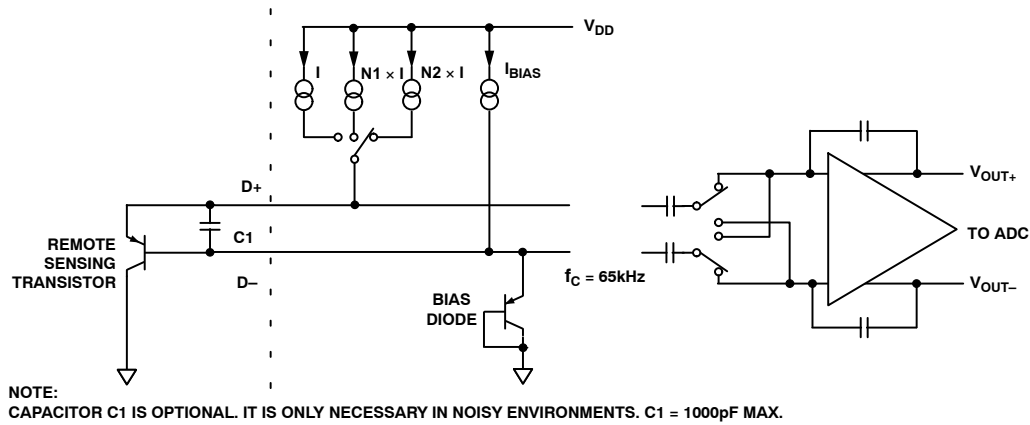 V_DD
I
N1 × I
N2 × I
I_BIAS
D+
C1
REMOTE
SENSING
TRANSISTOR
D–
BIAS
DIODE
f_C = 65kHz
V_OUT+
TO ADC
V_OUT–
NOTE:
CAPACITOR C1 IS OPTIONAL. IT IS ONLY NECESSARY IN NOISY ENVIRONMENTS. C1 = 1000pF MAX.